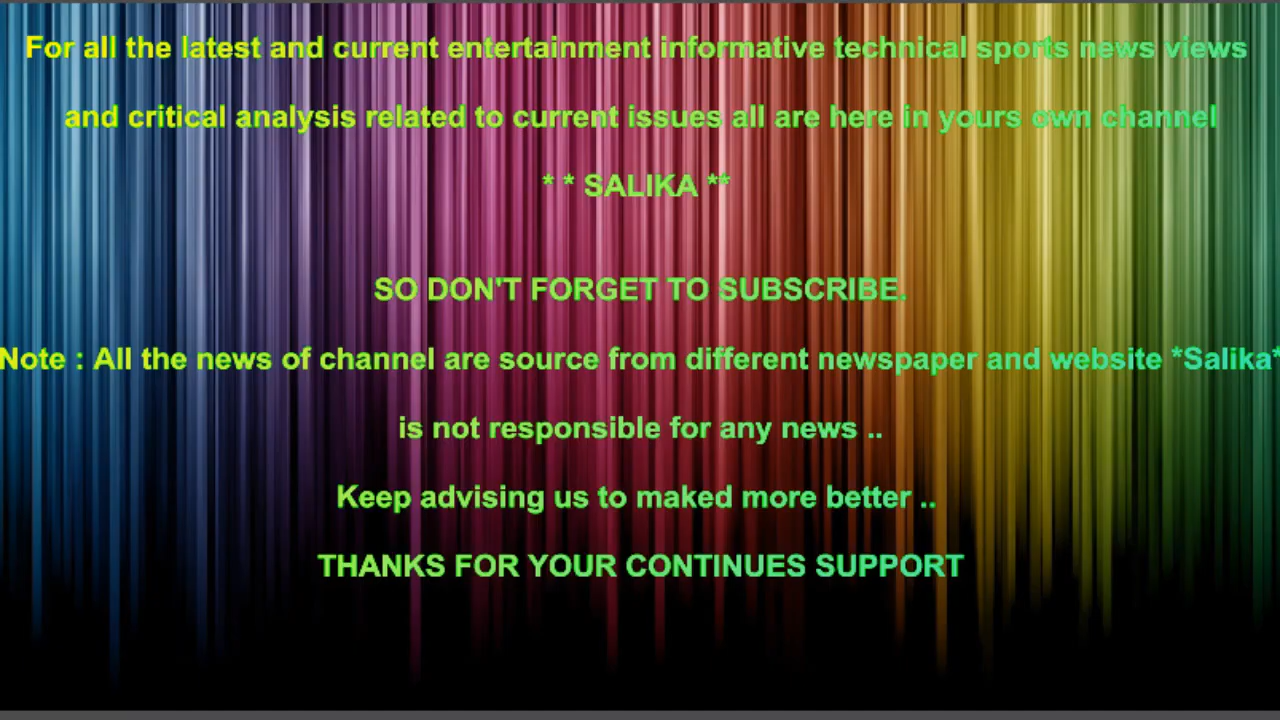 For all the latest and current entertainment informative technical sports news views
and critical analysis related to current issues all are here in yours own channel
* * SALIKA **
SO DON'T FORGET TO SUBSCRIBE.
Note : All the news of channel are source from different newspaper and website *Salika*
is not responsible for any news ..
Keep advising us to maked more better ..
THANKS FOR YOUR CONTINUES SUPPORT